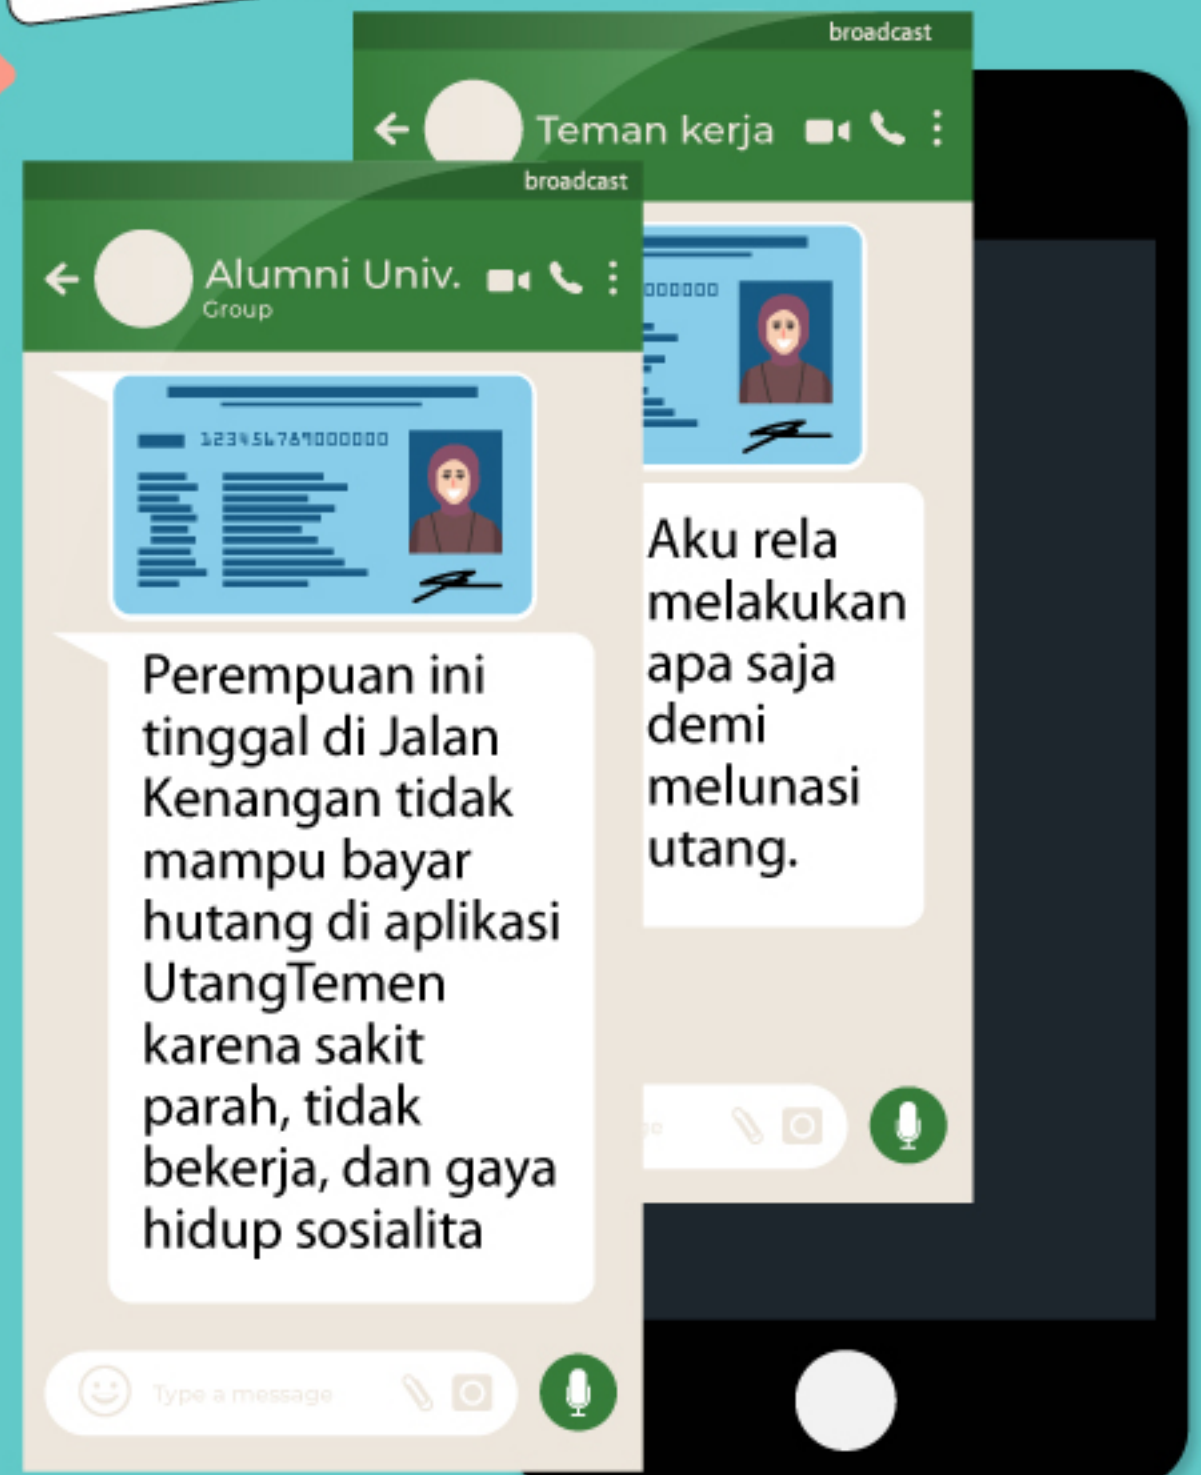 broadcast
Teman kerja
broadcast
Alumni Univ.
Group
123456789000000
000000
Aku rela
melakukan
apa saja
demi
melunasi
utang.
Perempuan ini
tinggal di Jalan
Kenangan tidak
mampu bayar
hutang di aplikasi
UtangTemen
karena sakit
parah, tidak
bekerja, dan gaya
hidup sosialita
Type a message